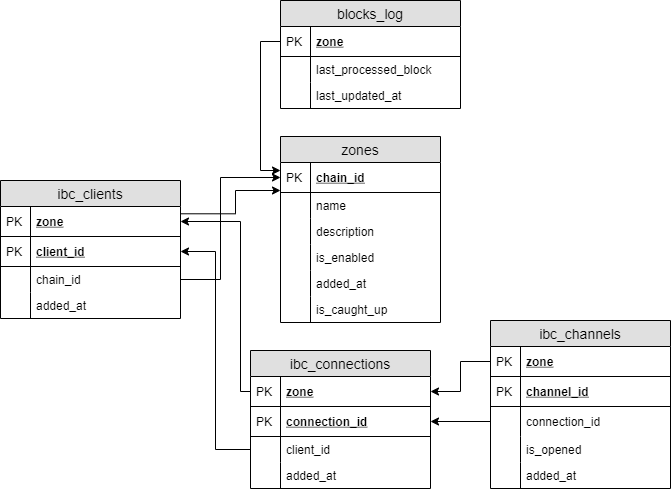 blocks_log
PK zone
last_processed_block
last_updated_at
zones
PK chain_id
name
description
is_enabled
added_at
is_caught_up
ibc_clients
PK zone
PK client_id
chain_id
added_at
ibc_connections
PK zone
PK connection_id
client_id
added_at
ibc_channels
PK zone
PK channel_id
connection_id
is_opened
added_at